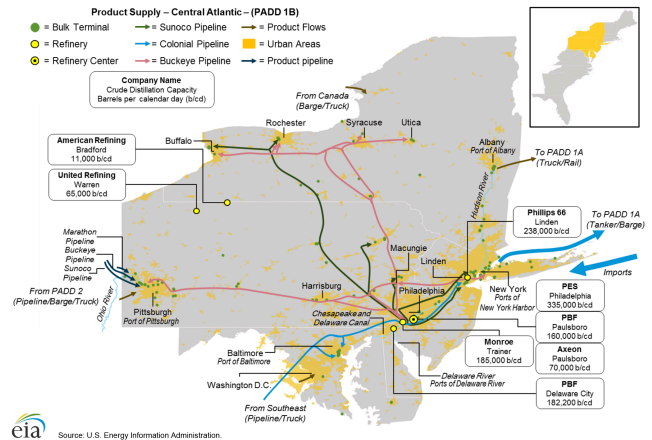 Product Supply – Central Atlantic – (PADD 1B)
= Bulk Terminal
= Sunoco Pipeline
= Product Flows
= Refinery
= Colonial Pipeline
= Urban Areas
= Refinery Center
= Buckeye Pipeline
= Product pipeline
Company Name
Crude Distillation Capacity
Barrels per calendar day (b/cd)
From Canada
(Barge/Truck)
Rochester
Syracuse
Utica
American Refining
Bradford
11,000 b/cd
Buffalo
Albany
Port of Albany
To PADD 1A
(Truck/Rail)
United Refining
Warren
65,000 b/cd
Hudson River
Phillips 66
Linden
238,000 b/cd
To PADD 1A
(Tanker/Barge)
Marathon
Pipeline
Buckeye
Pipeline
Sunoco
Pipeline
Macungie
Linden
Imports
From PADD 2
(Pipeline/Barge/Truck)
Ohio River
Harrisburg
Philadelphia
New York
Ports of
New York Harbor
PES
Philadelphia
335,000 b/cd
Pittsburgh
Port of Pittsburgh
Chesapeake and
Delaware Canal
PBF
Paulsboro
160,000 b/cd
Monroe
Trainer
185,000 b/cd
Axeon
Paulsboro
70,000 b/cd
Baltimore
Port of Baltimore
Delaware River
Ports of Delaware River
Washington D.C.
PBF
Delaware City
182,200 b/cd
From Southeast
(Pipeline/Truck)
eia
Source: U.S. Energy Information Administration.